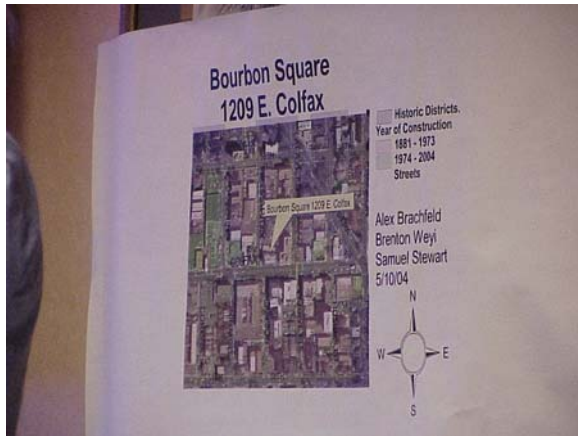 Bourbon Square
1209 E. Colfax
Historic Districts.
Year of Construction
1881 - 1973
1974 - 2004
Streets
Bourbon Square 1209 E. Colfax
Alex Brachfeld
Brenton Weyi
Samuel Stewart
5/10/04
N
W
E
S